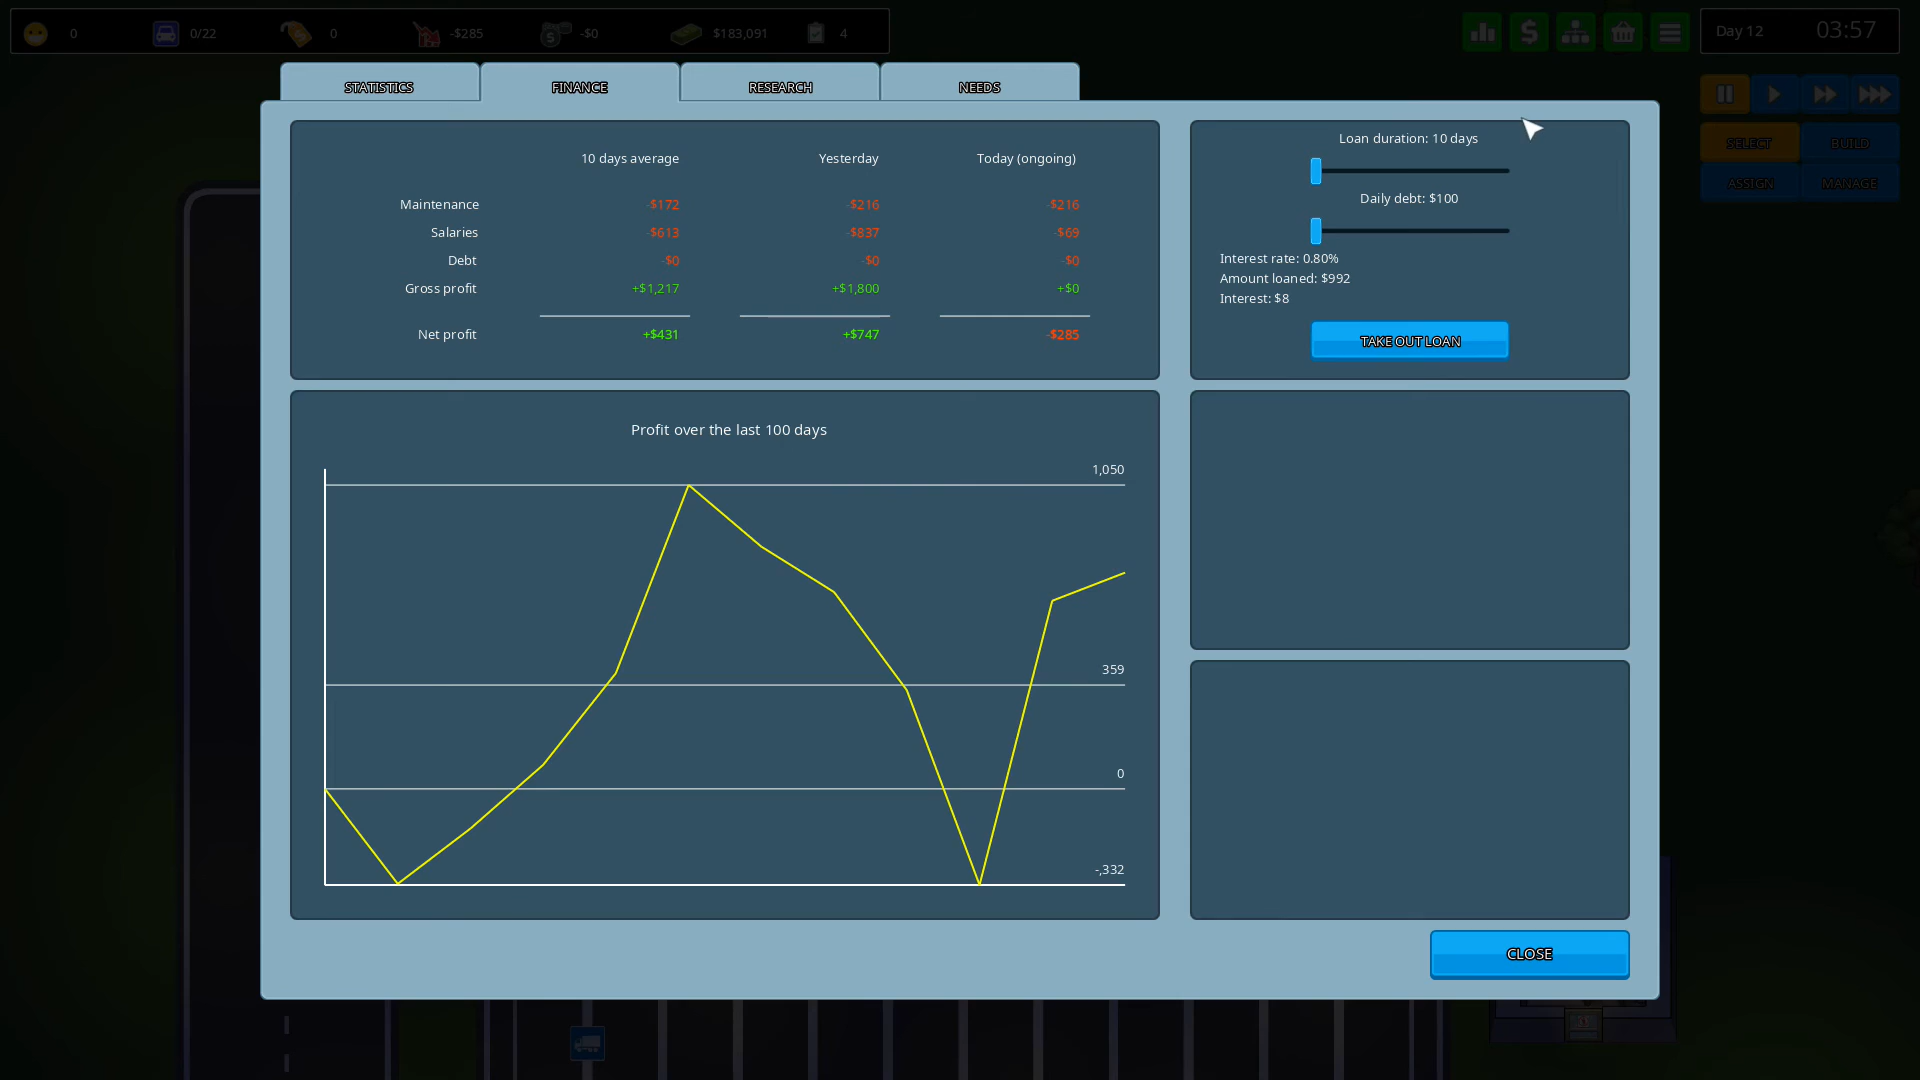 0 0/22 0 -$285 -$0 $183,091 4 Day 12 03:57
STATISTICS FINANCE RESEARCH NEEDS
SELECT BUILD
ASSIGN MANAGE
10 days average Yesterday Today (ongoing)
Maintenance -$172 -$216 -$216
Salaries -$613 -$837 -$69
Debt -$0 -$0 -$0
Gross profit +$1,217 +$1,800 +$0
Net profit +$431 +$747 -$285
Loan duration: 10 days
Daily debt: $100
Interest rate: 0.80%
Amount loaned: $992
Interest: $8
TAKE OUT LOAN
Profit over the last 100 days
1,050
359
0
-,332
CLOSE